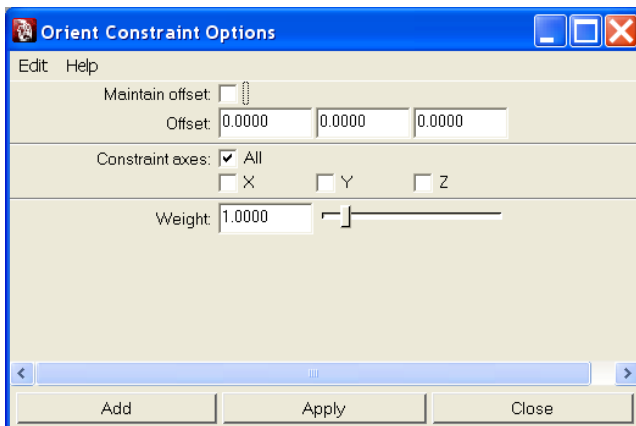 Orient Constraint Options
Edit Help
Maintain offset:
Offset: 0.0000 0.0000 0.0000
Constraint axes: All
X Y Z
Weight: 1.0000
Add Apply Close